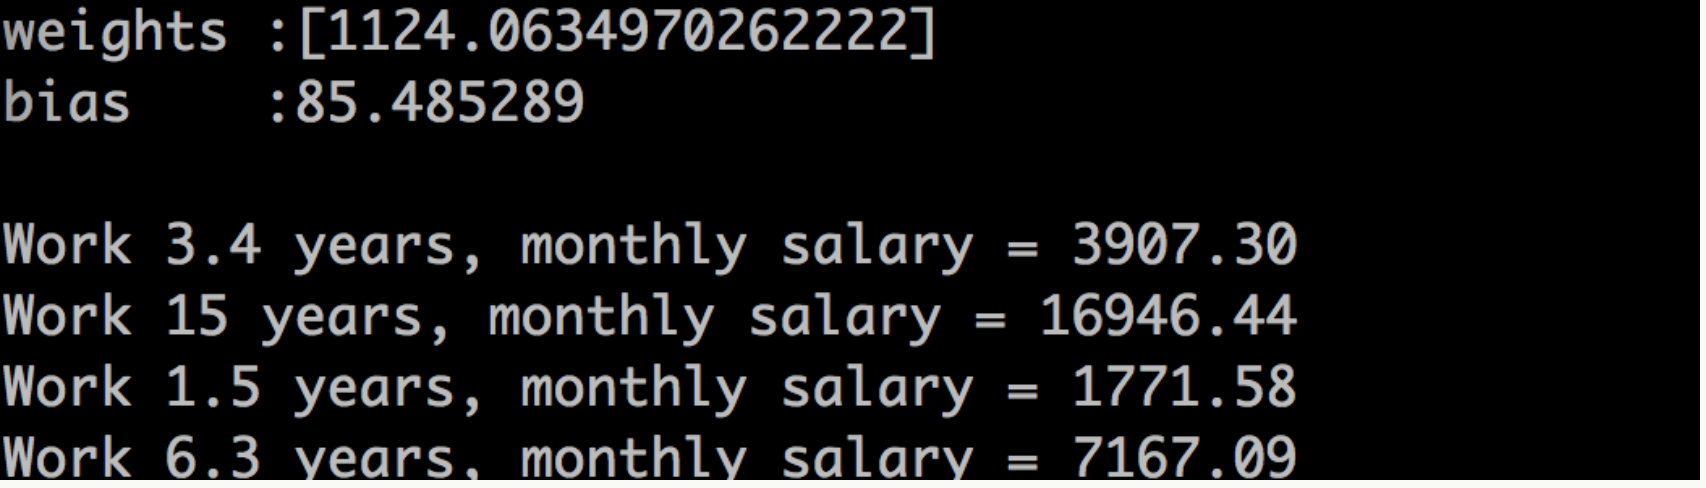 weights :[1124.0634970262222]
bias    :85.485289
Work 3.4 years, monthly salary = 3907.30
Work 15 years, monthly salary = 16946.44
Work 1.5 years, monthly salary = 1771.58
Work 6.3 years, monthly salary = 7167.09